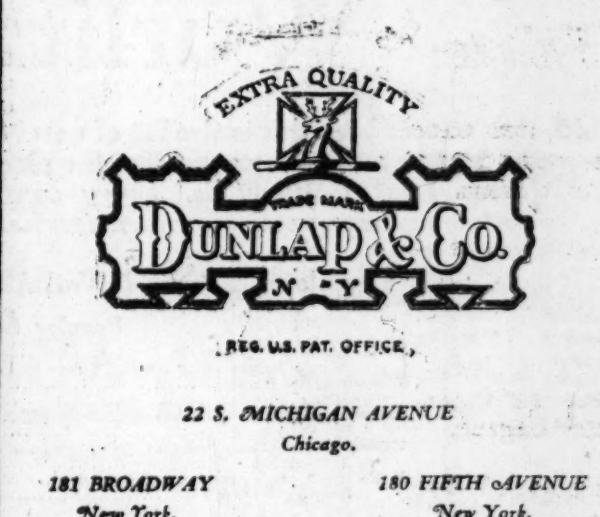 EXTRA QUALITY
TRADE MARK
DUNLAP & CO.
N - Y
REG. U.S. PAT. OFFICE,
22 S. MICHIGAN AVENUE
Chicago.
181 BROADWAY 180 FIFTH AVENUE
New York. New York.